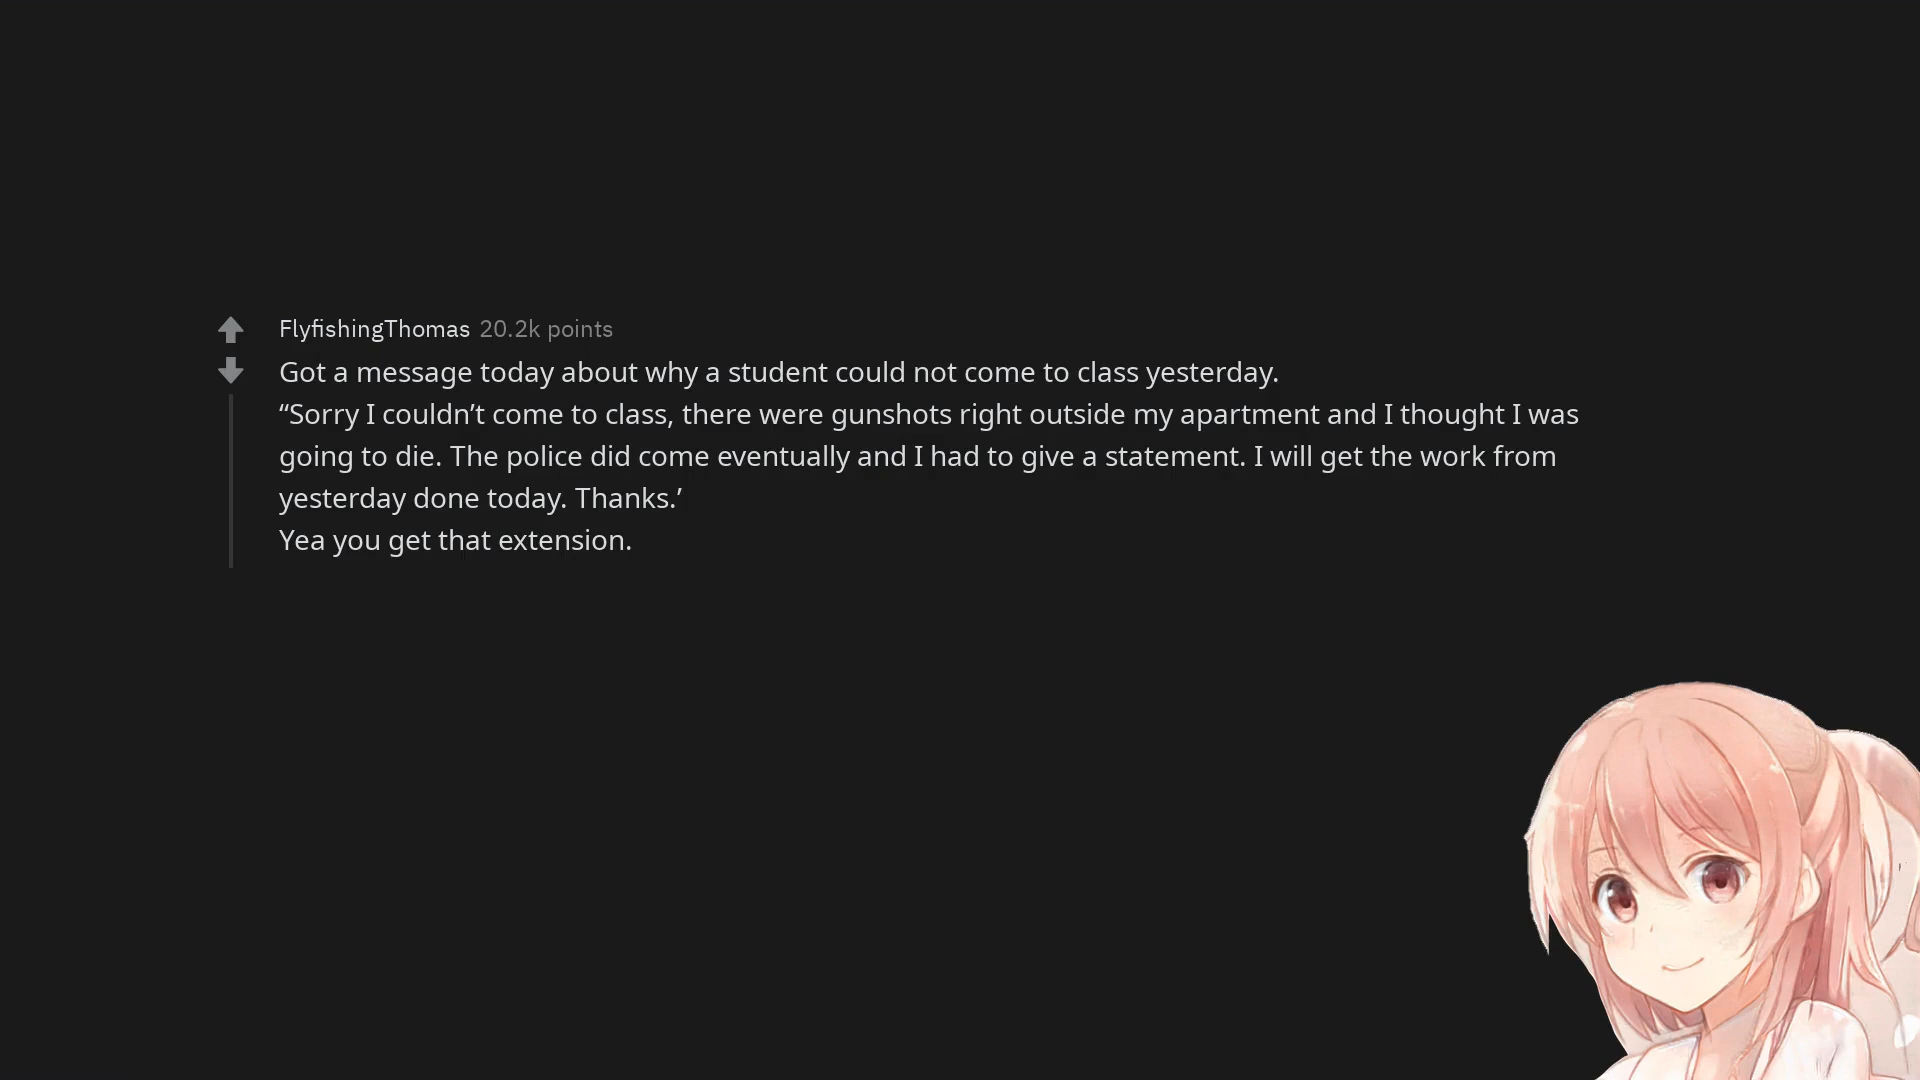 FlyfishingThomas 20.2k points
Got a message today about why a student could not come to class yesterday.
“Sorry I couldn’t come to class, there were gunshots right outside my apartment and I thought I was
going to die. The police did come eventually and I had to give a statement. I will get the work from
yesterday done today. Thanks.’
Yea you get that extension.